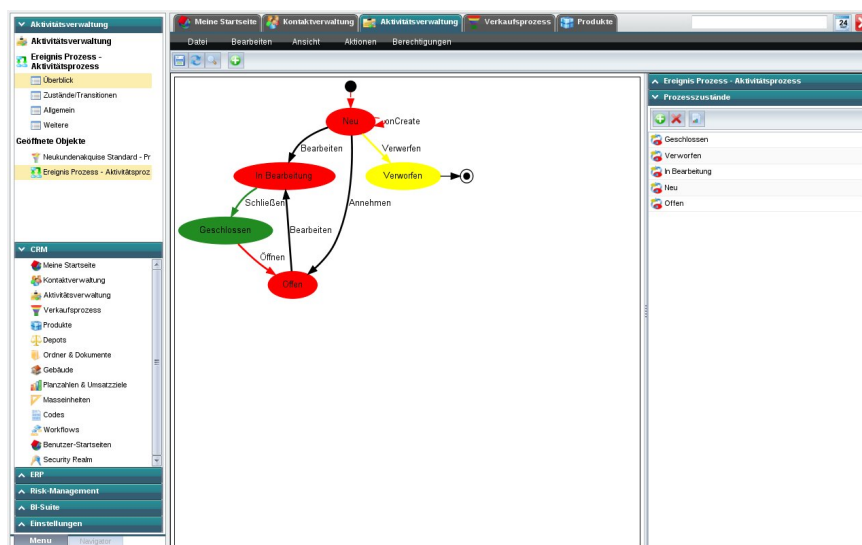 Aktivitätsverwaltung
Aktivitätsverwaltung
Ereignis Prozess -
Aktivitätsprozess
Überblick
Zustände/Transitionen
Allgemein
Weitere
Geöffnete Objekte
Neukundenakquise Standard - Pr
Ereignis Prozess - Aktivitätsproz
CRM
Meine Startseite
Kontaktverwaltung
Aktivitätsverwaltung
Verkaufsprozess
Produkte
Depots
Ordner & Dokumente
Gebäude
Planzahlen & Umsatzziele
Masseinheiten
Codes
Workflows
Benutzer-Startseiten
Security Realm
ERP
Risk-Management
BI-Suite
Einstellungen
Menu Navigator
Meine Startseite Kontaktverwaltung Aktivitätsverwaltung Verkaufsprozess Produkte 24
Datei Bearbeiten Ansicht Aktionen Berechtigungen
Neu onCreate
Bearbeiten Verwerfen
In Bearbeitung Verworfen
Schließen Annehmen
Geschlossen Bearbeiten
Öffnen
Offen
Ereignis Prozess - Aktivitätsprozess
Prozesszustände
Geschlossen
Verworfen
In Bearbeitung
Neu
Offen